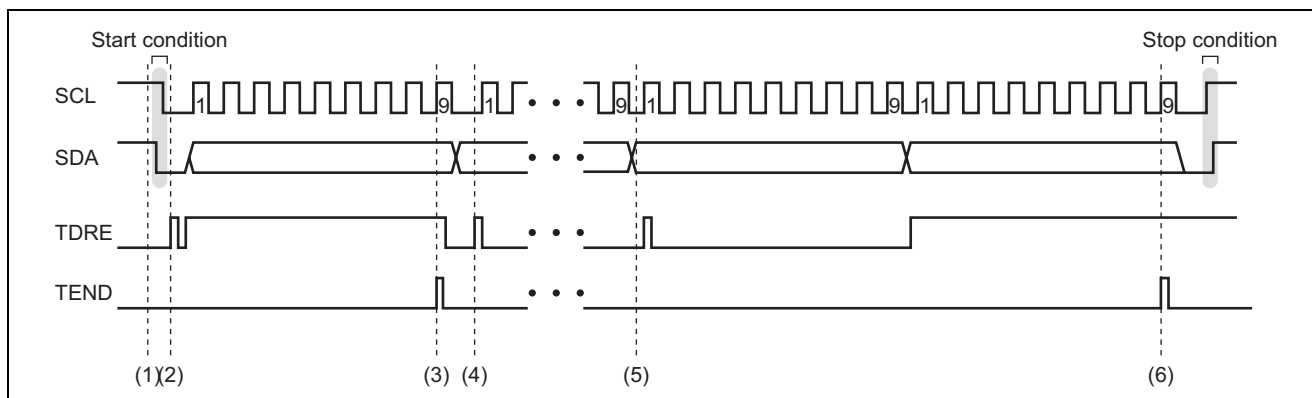 Start condition Stop condition
SCL 1 9 1 • • • 9 1 9 1 9
SDA • • •
TDRE • • •
TEND • • •
(1)(2) (3) (4) (5) (6)